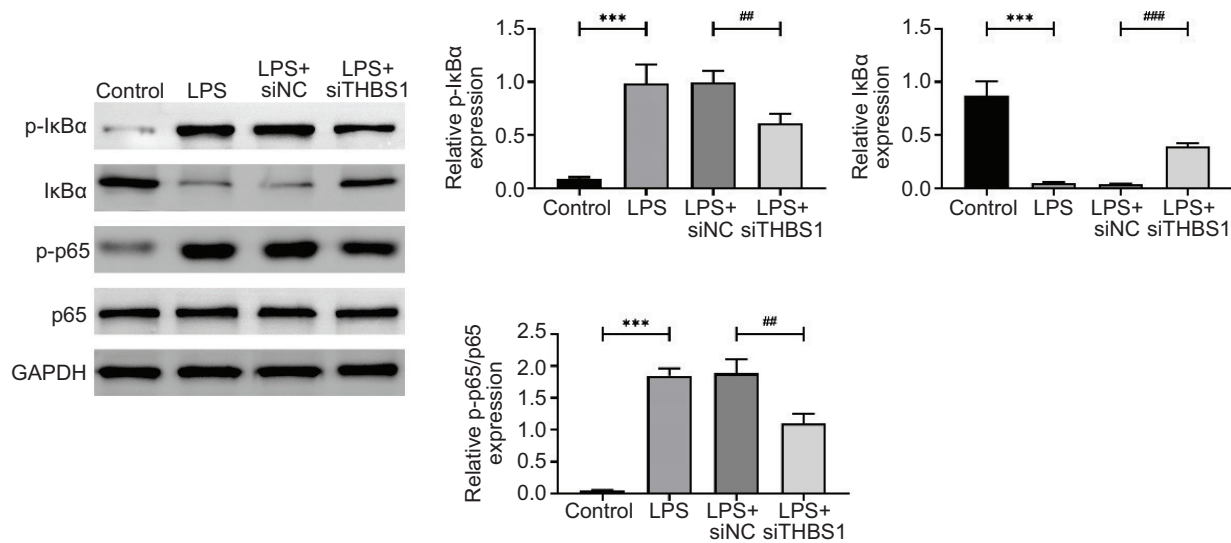 Control LPS LPS+ siNC LPS+ siTHBS1
p-IκBα
IκBα
p-p65
p65
GAPDH
Relative p-IκBα
expression
1.5
1.0
0.5
0.0
***
##
Control LPS LPS+ LPS+
siNC siTHBS1
Relative IκBα
expression
1.5
1.0
0.5
0.0
***
###
Control LPS LPS+ LPS+
siNC siTHBS1
Relative p-p65/p65
expression
2.5
2.0
1.5
1.0
0.5
0.0
***
##
Control LPS LPS+ LPS+
siNC siTHBS1